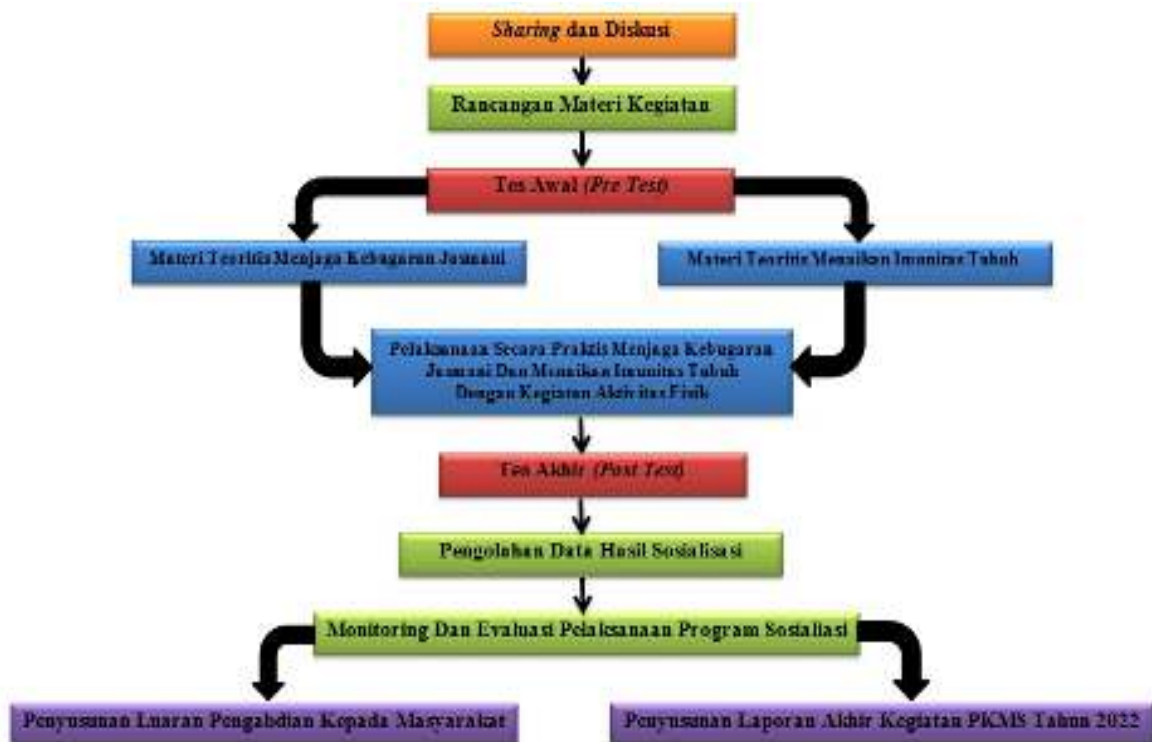 Sharing dan Diskusi
Rancangan Materi Kegiatan
Tes Awal (Pre Test)
Materi Teoritis Menjaga Kebugaran Jasmani
Materi Teoritis Menaikan Imunitas Tubuh
Pelaksanaan Secara Praktis Menjaga Kebugaran
Jasmani Dan Menaikan Imunitas Tubuh
Dengan Kegiatan Aktivitas Fisik
Tes Akhir (Post Test)
Pengolahan Data Hasil Sosialisasi
Monitoring Dan Evaluasi Pelaksanaan Program Sosialiasi
Penyusunan Luaran Pengabdian Kepada Masyarakat
Penyusunan Laporan Akhir Kegiatan PKMS Tahun 2022